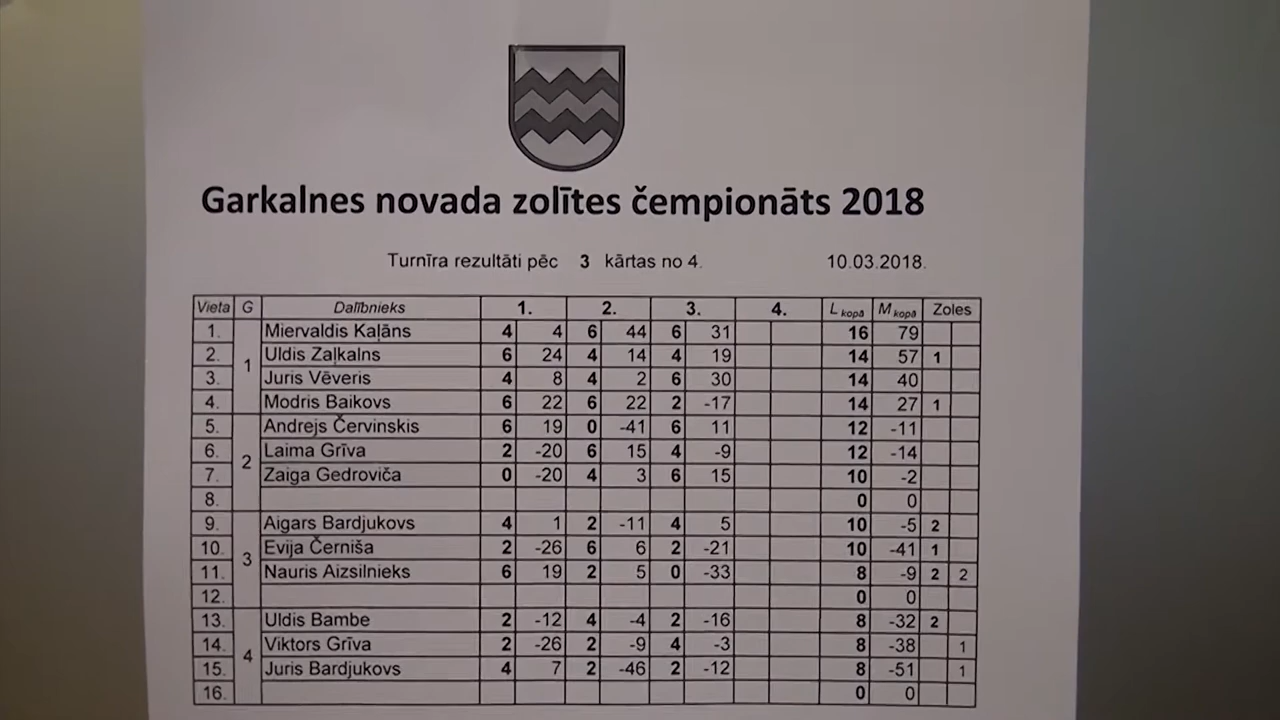 Garkalnes novada zolītes čempionāts 2018
Turnīra rezultāti pēc 3 kārtas no 4. 10.03.2018.
Vieta G Dalībnieks 1. 2. 3. 4. L kopā M kopā Zoles
1. Miervaldis Kaļāns 4 4 6 44 6 31 16 79
2. Uldis Zaļkalns 6 24 4 14 4 19 14 57 1
1
3. Juris Vēveris 4 8 4 2 6 30 14 40
4. Modris Baikovs 6 22 6 22 2 -17 14 27 1
5. Andrejs Červinskis 6 19 0 -41 6 11 12 -11
6. Laima Grīva 2 -20 6 15 4 -9 12 -14
2
7. Zaiga Gedroviča 0 -20 4 3 6 15 10 -2
8. 0 0
9. Aigars Bardjukovs 4 1 2 -11 4 5 10 -5 2
10. Evija Černiša 2 -26 6 6 2 -21 10 -41 1
3
11. Nauris Aizsilnieks 6 19 2 5 0 -33 8 -9 2 2
12. 0 0
13. Uldis Bambe 2 -12 4 -4 2 -16 8 -32 2
14. Viktors Grīva 2 -26 2 -9 4 -3 8 -38 1
4
15. Juris Bardjukovs 4 7 2 -46 2 -12 8 -51 1
16. 0 0